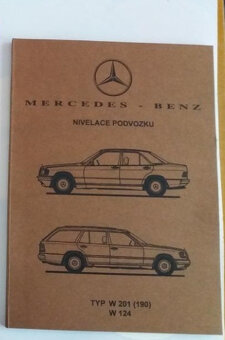 MERCEDES - BENZ
NIVELACE PODVOZKU
TYP W 201 (190)
W 124